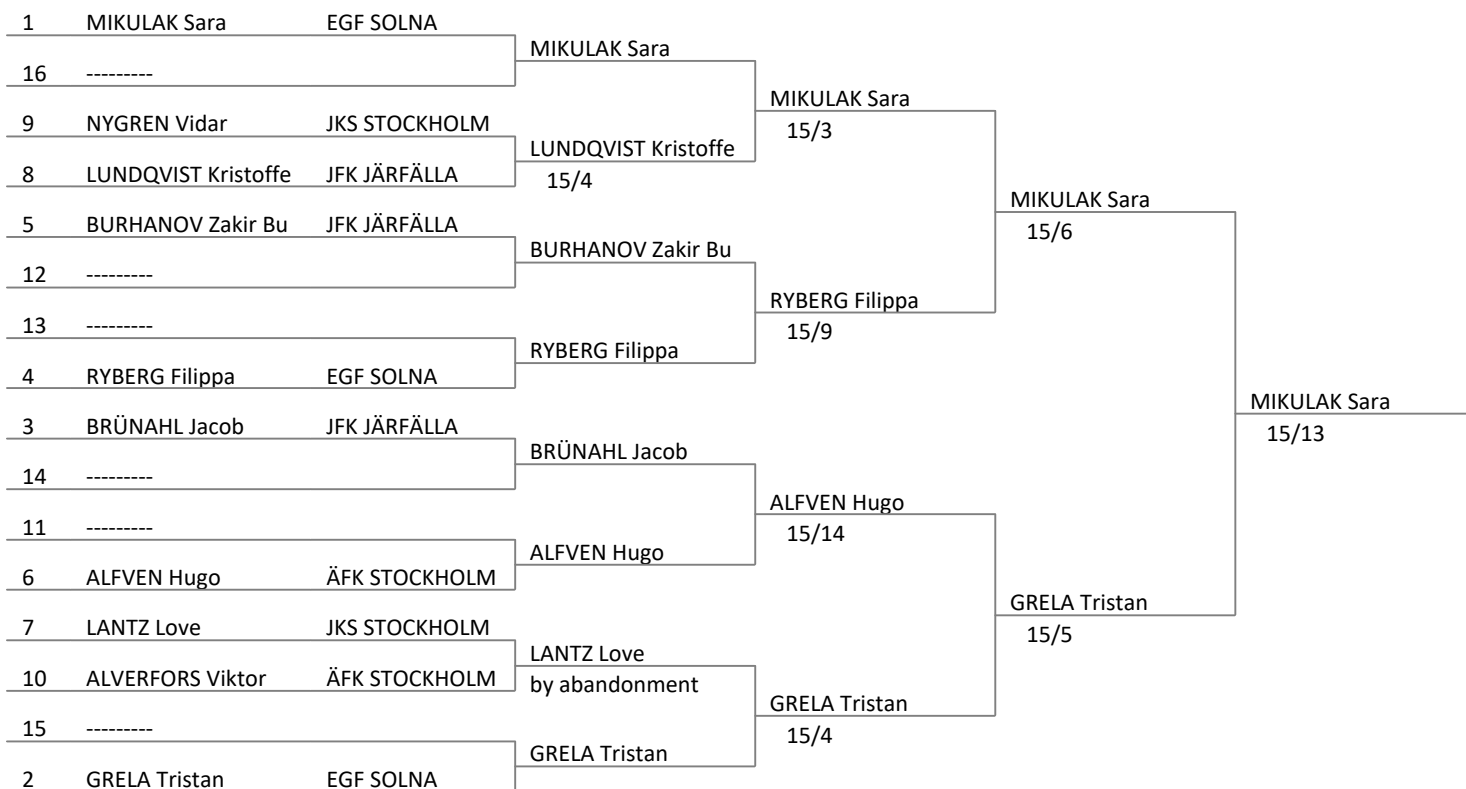 1 MIKULAK Sara EGF SOLNA
MIKULAK Sara
16 ---------
MIKULAK Sara
15/3
9 NYGREN Vidar JKS STOCKHOLM
LUNDQVIST Kristoffe
15/4
8 LUNDQVIST Kristoffe JFK JÄRFÄLLA
MIKULAK Sara
15/6
5 BURHANOV Zakir Bu JFK JÄRFÄLLA
BURHANOV Zakir Bu
12 ---------
RYBERG Filippa
15/9
13 ---------
RYBERG Filippa
4 RYBERG Filippa EGF SOLNA
MIKULAK Sara
15/13
3 BRÜNAHL Jacob JFK JÄRFÄLLA
BRÜNAHL Jacob
14 ---------
ALFVEN Hugo
15/14
11 ---------
ALFVEN Hugo
6 ALFVEN Hugo ÄFK STOCKHOLM
GRELA Tristan
15/5
7 LANTZ Love JKS STOCKHOLM
LANTZ Love
by abandonment
10 ALVERFORS Viktor ÄFK STOCKHOLM
GRELA Tristan
15/4
15 ---------
GRELA Tristan
2 GRELA Tristan EGF SOLNA